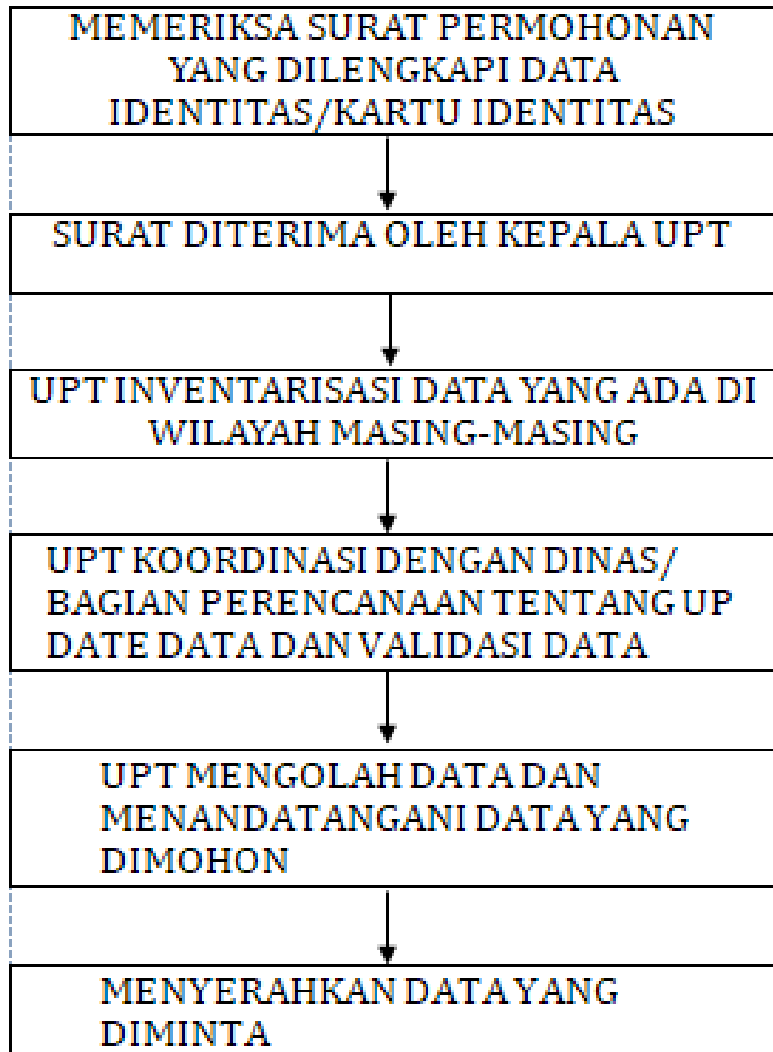 MEMERIKSA SURAT PERMOHONAN
YANG DILENGKAPI DATA
IDENTITAS/KARTU IDENTITAS
SURAT DITERIMA OLEH KEPALA UPT
UPT INVENTARISASI DATA YANG ADA DI
WILAYAH MASING-MASING
UPT KOORDINASI DENGAN DINAS/
BAGIAN PERENCANAAN TENTANG UP
DATE DATA DAN VALIDASI DATA
UPT MENGOLAH DATA DAN
MENANDATANGANI DATA YANG
DIMOHON
MENYERAHKAN DATA YANG
DIMINTA